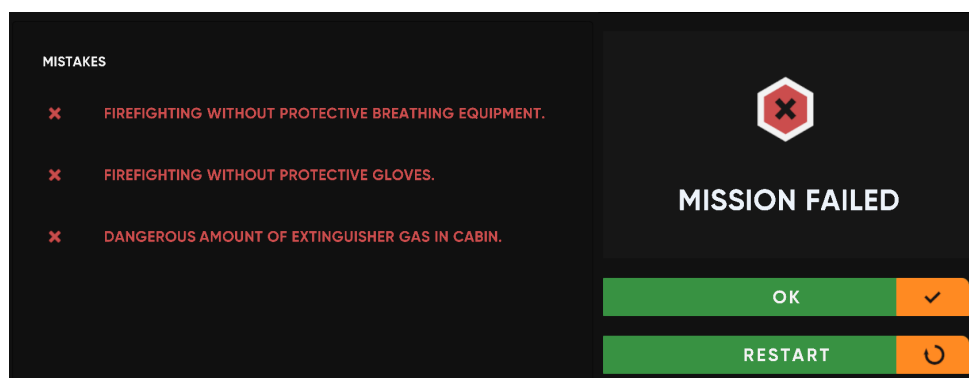 MISTAKES
FIREFIGHTING WITHOUT PROTECTIVE BREATHING EQUIPMENT.
FIREFIGHTING WITHOUT PROTECTIVE GLOVES.
DANGEROUS AMOUNT OF EXTINGUISHER GAS IN CABIN.
MISSION FAILED
OK
RESTART